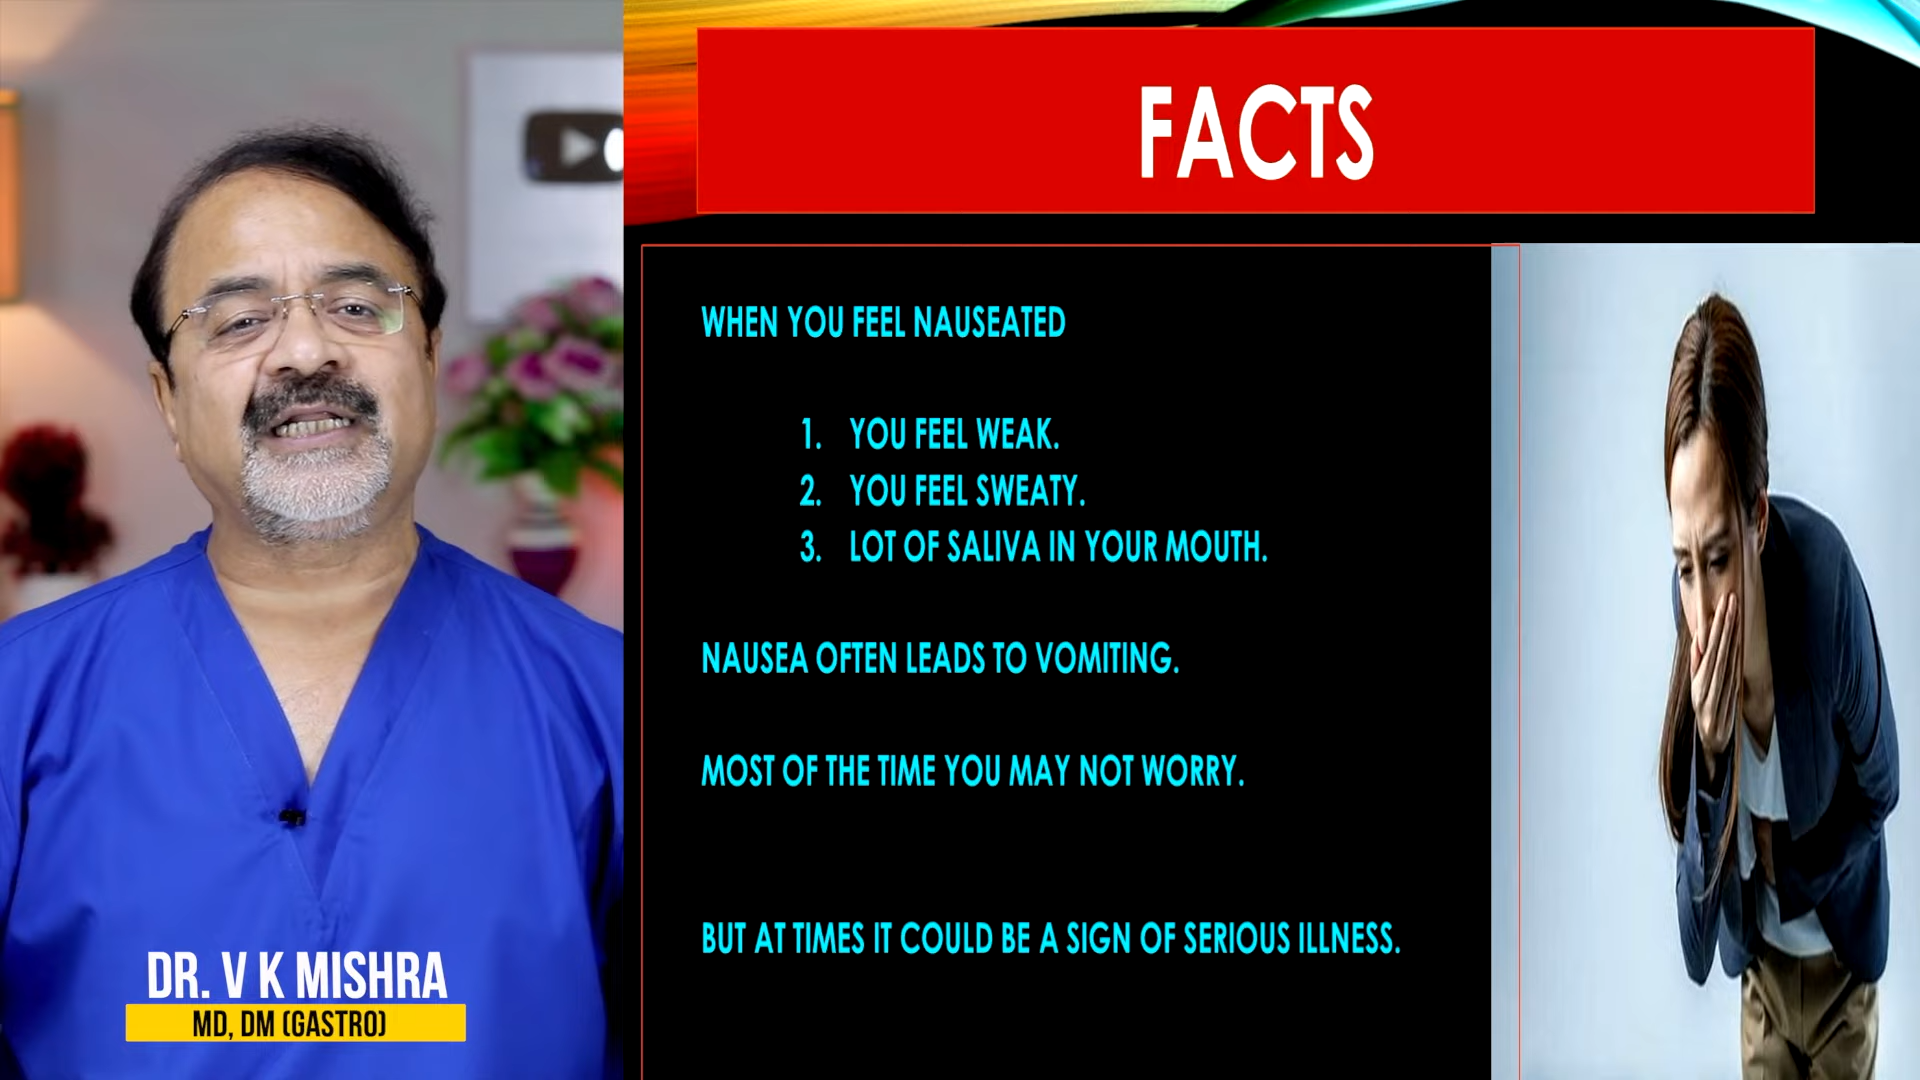 FACTS
WHEN YOU FEEL NAUSEATED
1. YOU FEEL WEAK.
2. YOU FEEL SWEATY.
3. LOT OF SALIVA IN YOUR MOUTH.
NAUSEA OFTEN LEADS TO VOMITING.
MOST OF THE TIME YOU MAY NOT WORRY.
BUT AT TIMES IT COULD BE A SIGN OF SERIOUS ILLNESS.
DR. V K MISHRA
MD, DM (GASTRO)